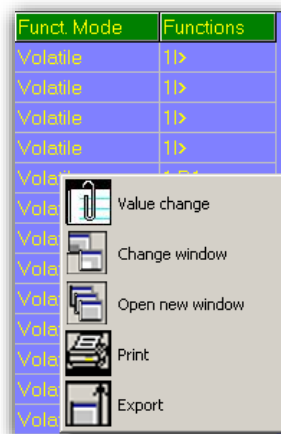 Funct. Mode Functions
Volatile 1I>
Volatile 1I>
Volatile 1I>
Volatile 1I>
Value change
Change window
Open new window
Print
Export